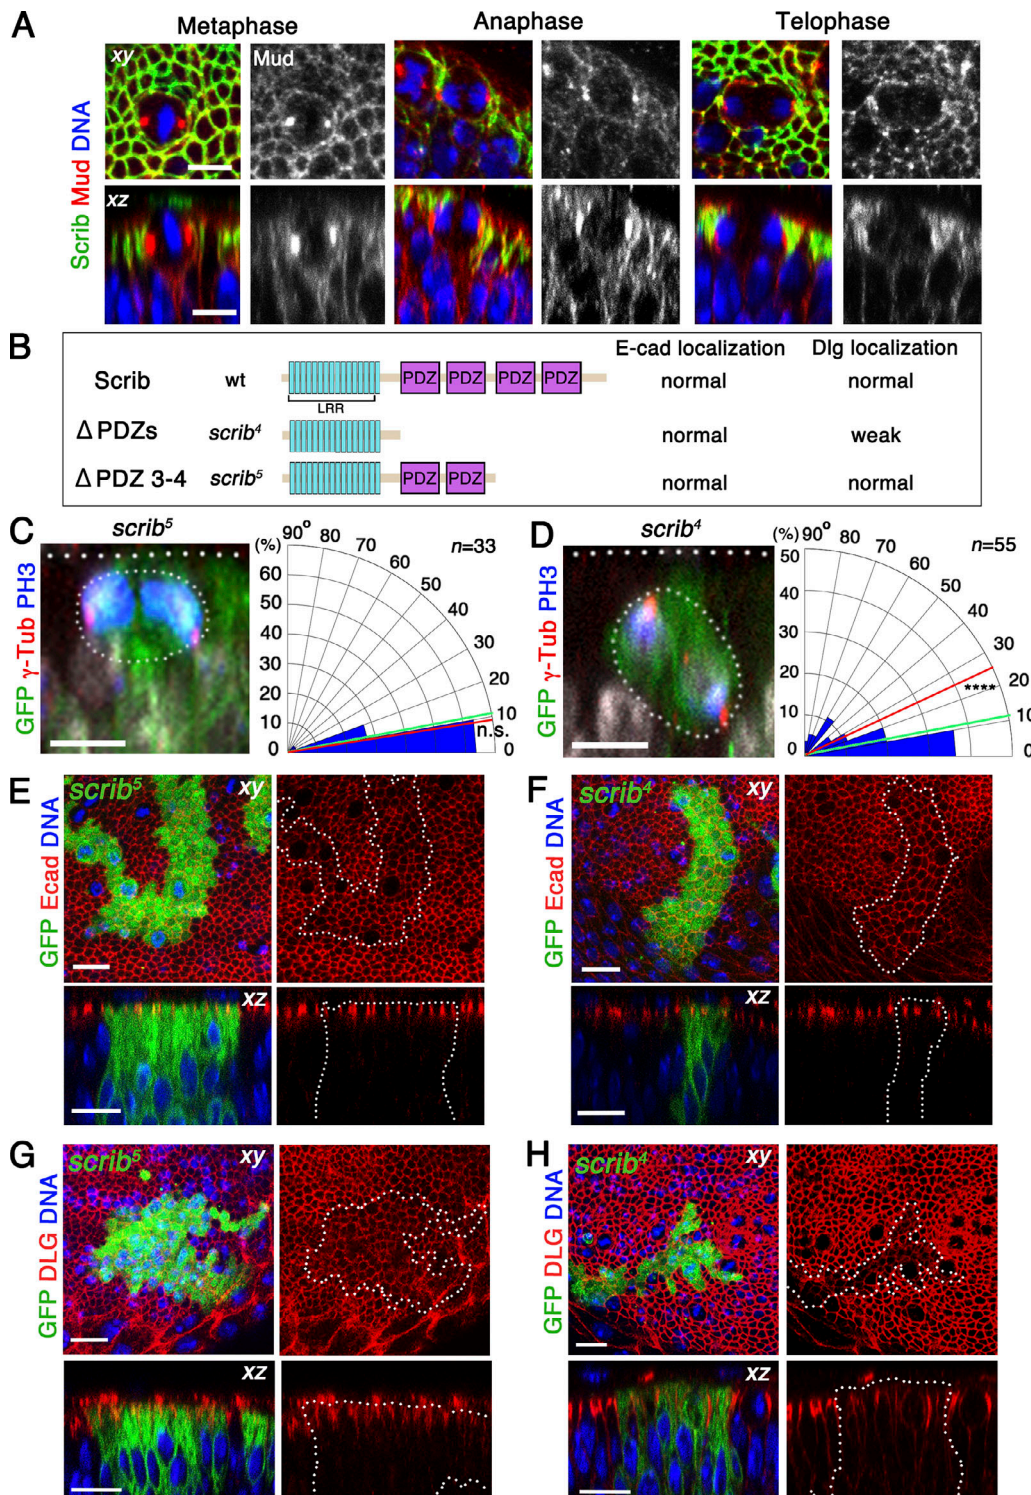 A
Metaphase
Anaphase
Telophase
Scrib Mud DNA
xy
Mud
xz
B
E-cad localization
Dlg localization
Scrib
wt
PDZ PDZ PDZ PDZ
normal
normal
LRR
Δ PDZs
scrib⁴
normal
weak
Δ PDZ 3-4
scrib⁵
PDZ PDZ
normal
normal
C
scrib⁵
GFP γ-Tub PH3
(%)
90°
80
70
60
50
40
30
20
10
0
n=33
60
50
40
30
20
10
0
n.s.
D
scrib⁴
GFP γ-Tub PH3
(%)
90°
80
70
60
50
40
30
20
10
0
n=55
50
40
30
20
10
0
****
E
scrib⁵
xy
GFP Ecad DNA
xz
F
scrib⁴
xy
GFP Ecad DNA
xz
G
scrib⁵
xy
GFP DLG DNA
xz
H
scrib⁴
xy
GFP DLG DNA
xz